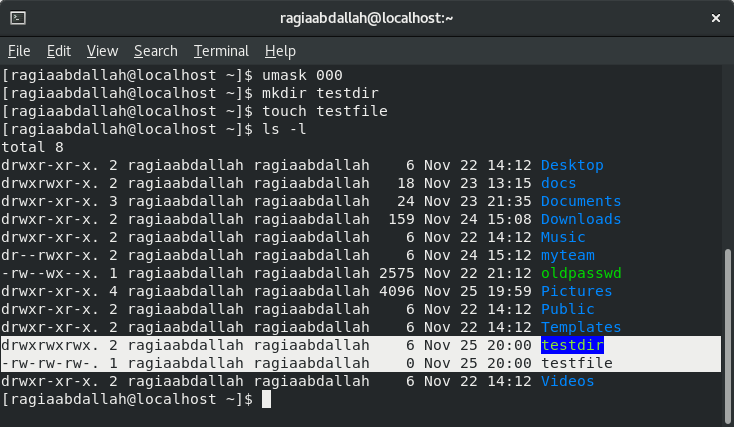 ragiaabdallah@localhost:~
File Edit View Search Terminal Help
[ragiaabdallah@localhost ~]$ umask 000
[ragiaabdallah@localhost ~]$ mkdir testdir
[ragiaabdallah@localhost ~]$ touch testfile
[ragiaabdallah@localhost ~]$ ls -l
total 8
drwxr-xr-x. 2 ragiaabdallah ragiaabdallah    6 Nov 22 14:12 Desktop
drwxrwxr-x. 2 ragiaabdallah ragiaabdallah   18 Nov 23 13:15 docs
drwxr-xr-x. 3 ragiaabdallah ragiaabdallah   24 Nov 23 21:35 Documents
drwxr-xr-x. 2 ragiaabdallah ragiaabdallah  159 Nov 24 15:08 Downloads
drwxr-xr-x. 2 ragiaabdallah ragiaabdallah    6 Nov 22 14:12 Music
dr--rwxr-x. 2 ragiaabdallah ragiaabdallah    6 Nov 24 15:12 myteam
-rw--wx--x. 1 ragiaabdallah ragiaabdallah 2575 Nov 22 21:12 oldpasswd
drwxr-xr-x. 4 ragiaabdallah ragiaabdallah 4096 Nov 25 19:59 Pictures
drwxr-xr-x. 2 ragiaabdallah ragiaabdallah    6 Nov 22 14:12 Public
drwxr-xr-x. 2 ragiaabdallah ragiaabdallah    6 Nov 22 14:12 Templates
drwxrwxrwx. 2 ragiaabdallah ragiaabdallah    6 Nov 25 20:00 testdir
-rw-rw-rw-. 1 ragiaabdallah ragiaabdallah    0 Nov 25 20:00 testfile
drwxr-xr-x. 2 ragiaabdallah ragiaabdallah    6 Nov 22 14:12 Videos
[ragiaabdallah@localhost ~]$